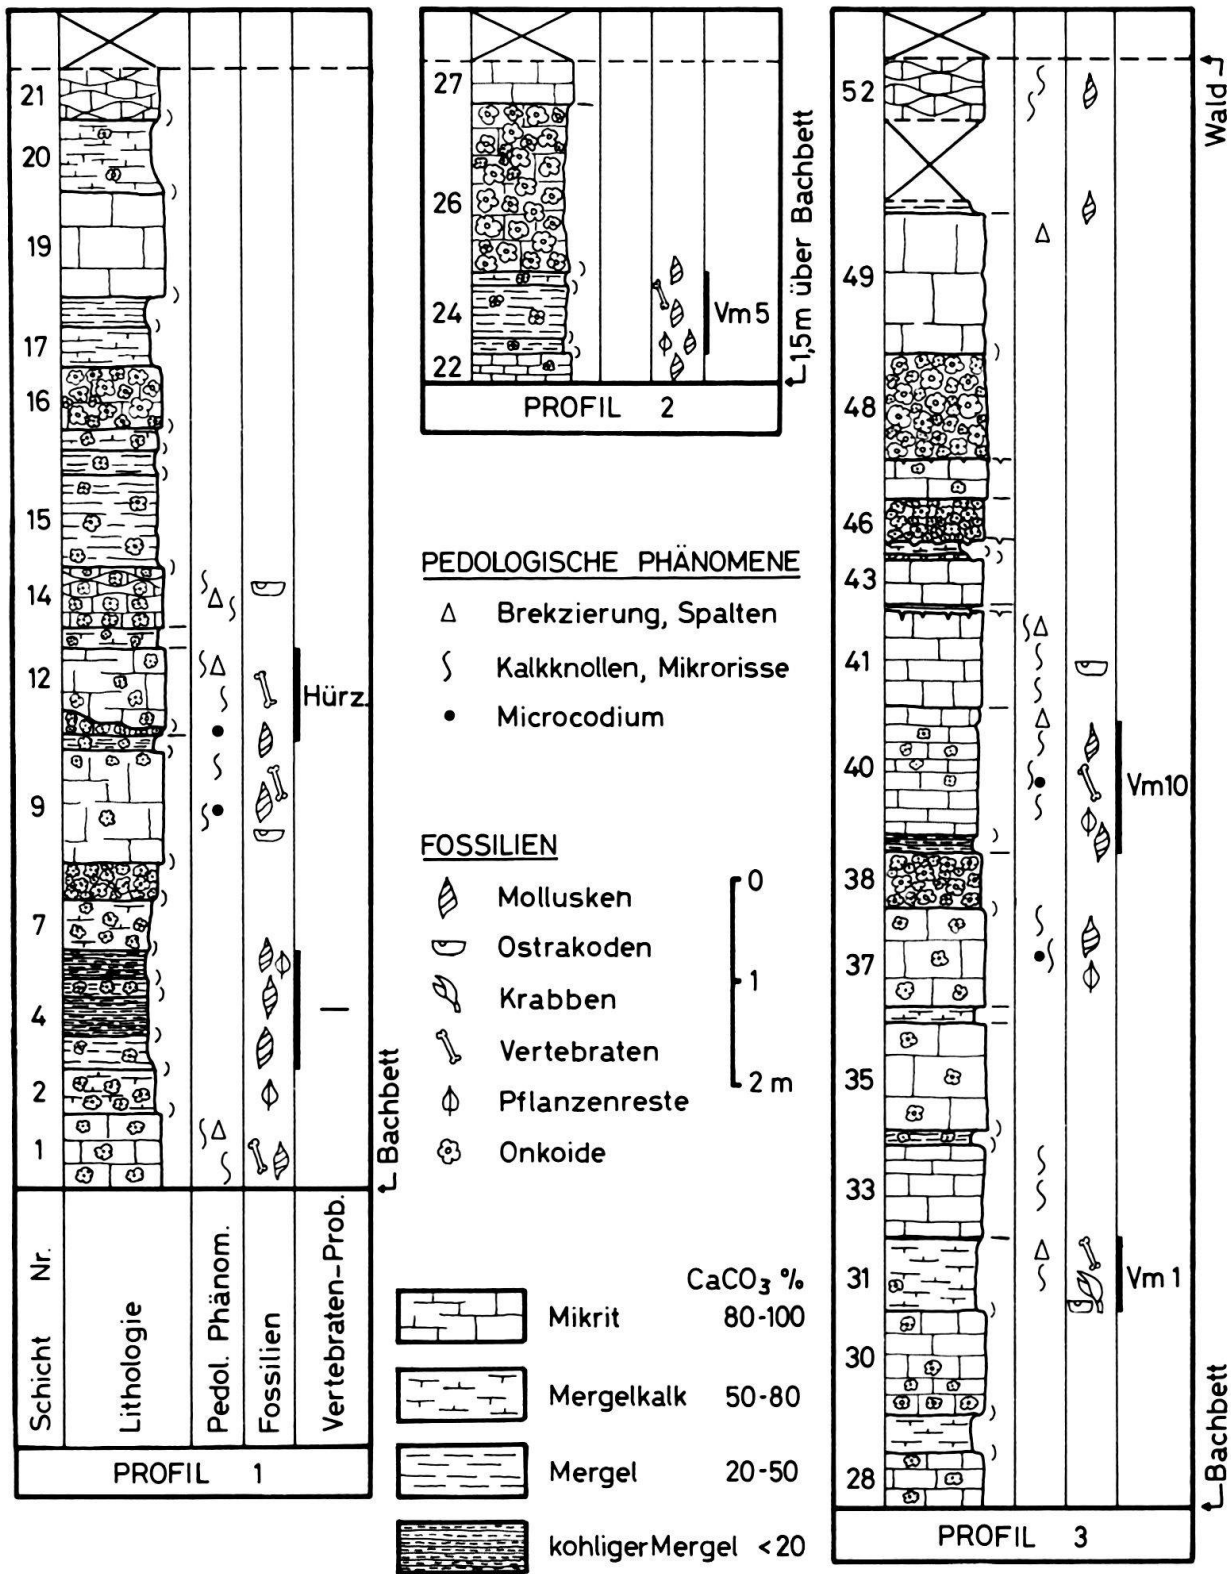 21
20
19
17
16
15
14
12
9
7
4
2
1
Hürz.
—
Bachbett
Schicht Nr.
Lithologie
Pedol. Phänom.
Fossilien
Vertebraten-Prob.
PROFIL 1
27
26
24
22
Vm 5
1,5m über Bachbett
PROFIL 2
PEDOLOGISCHE PHÄNOMENE
Brekzierung, Spalten
Kalkknollen, Mikrorisse
Microcodium
FOSSILIEN
Mollusken
Ostrakoden
Krabben
Vertebraten
Pflanzenreste
Onkoide
0
1
2 m
CaCO₃ %
Mikrit 80-100
Mergelkalk 50-80
Mergel 20-50
kohliger Mergel <20
52
49
48
46
43
41
40
38
37
35
33
31
30
28
Vm10
Vm 1
Wald
Bachbett
PROFIL 3